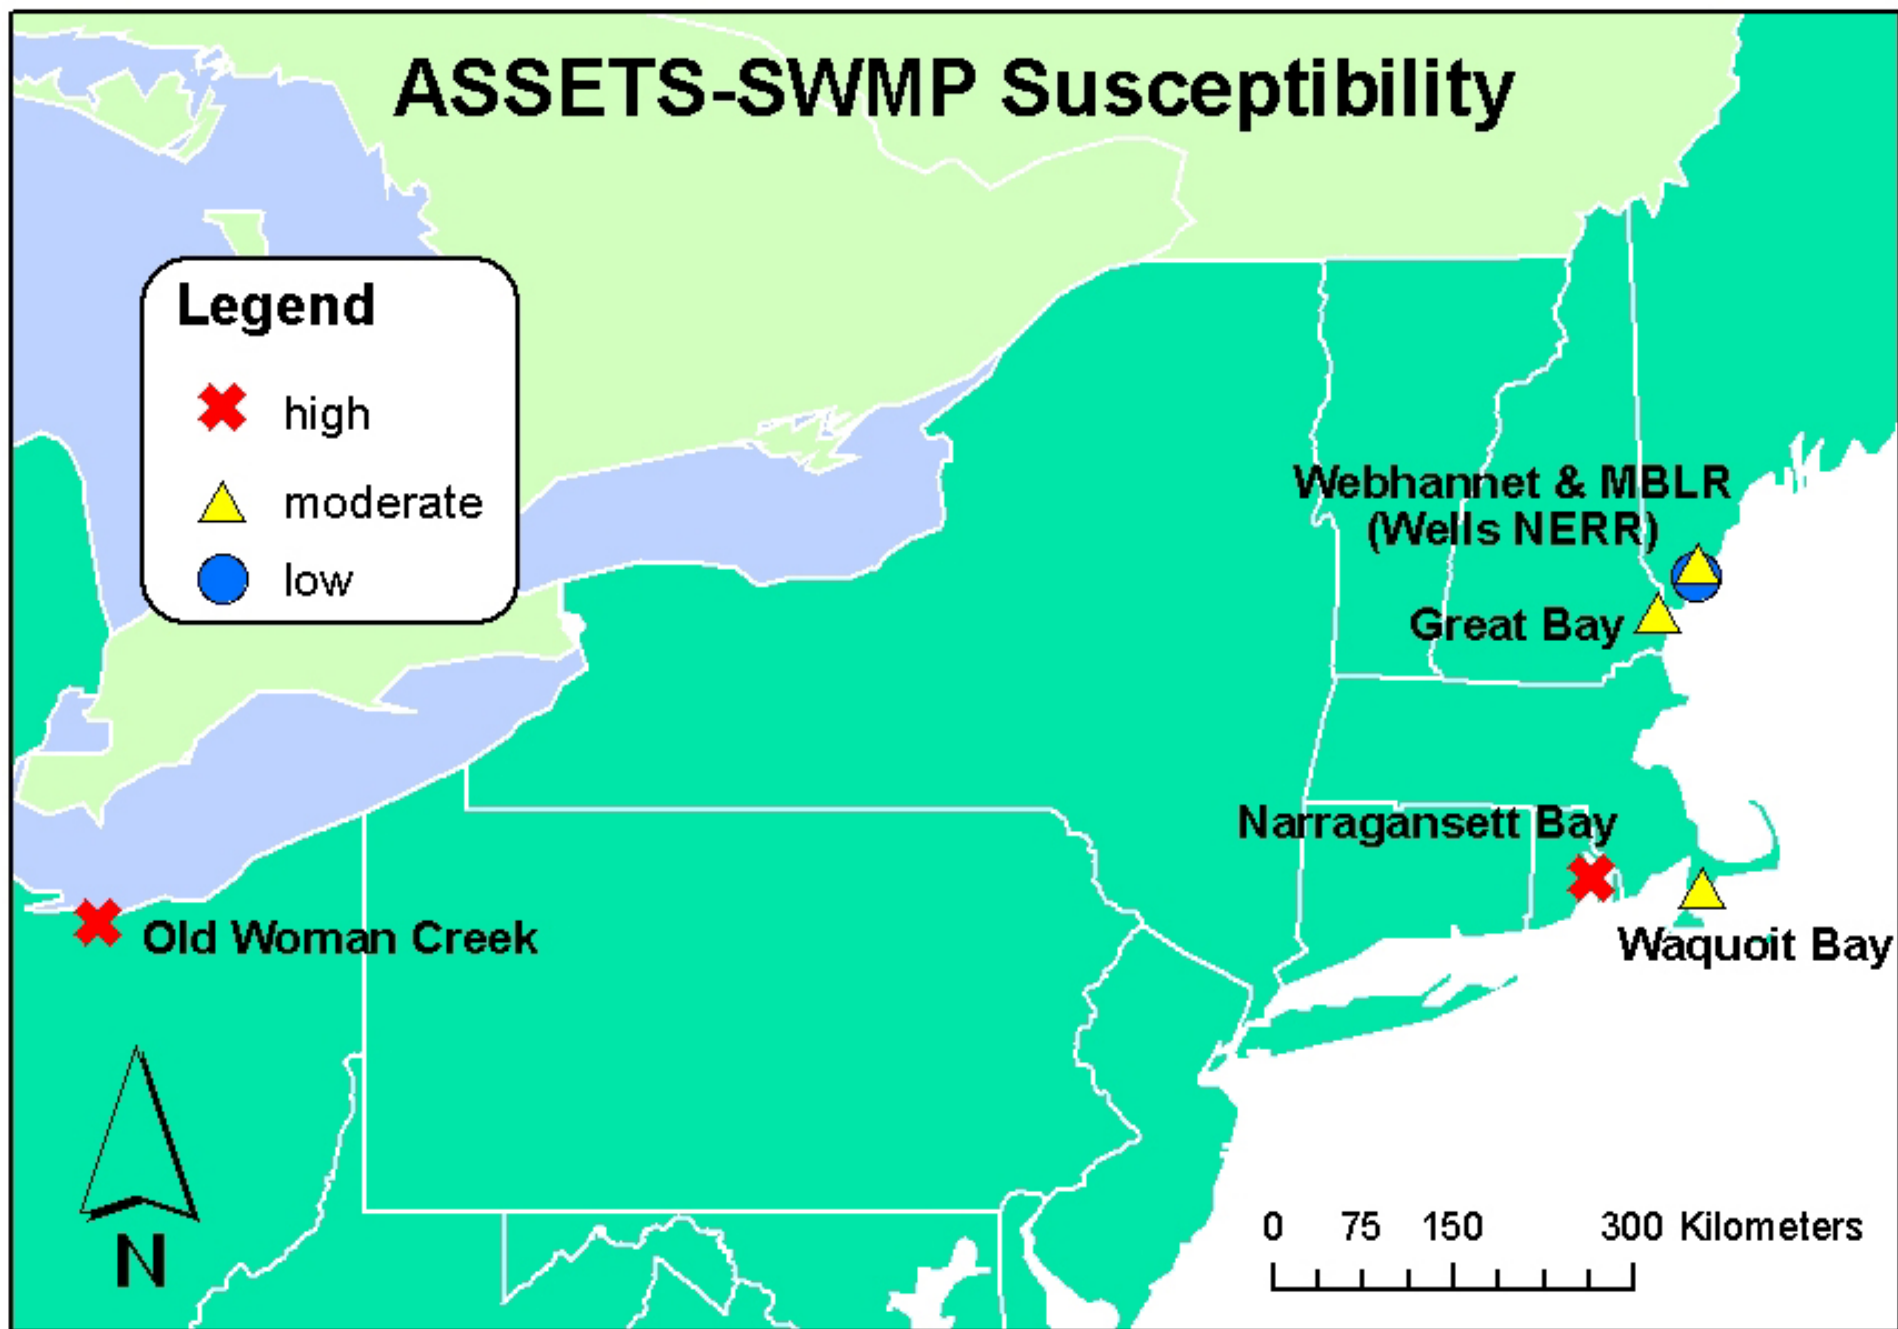 ASSETS-SWMP Susceptibility
Legend
high
moderate
low
Webhannet & MBLR
(Wells NERR)
Great Bay
Narragansett Bay
Old Woman Creek
Waquoit Bay
N
0 75 150 300 Kilometers